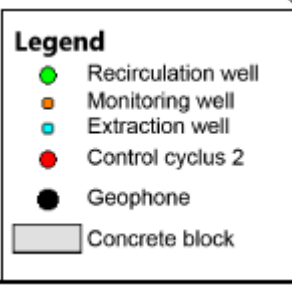 Legend
Recirculation well
Monitoring well
Extraction well
Control cyclus 2
Geophone
Concrete block